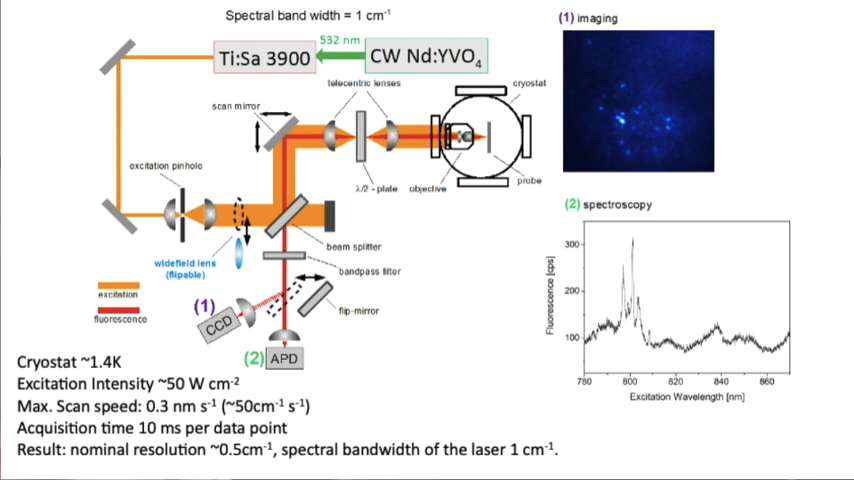 Spectral band width = 1 cm⁻¹
(1) imaging
532 nm
Ti:Sa 3900
CW Nd:YVO₄
telecentric lenses
cryostat
scan mirror
excitation pinhole
λ/2 - plate
objective
probe
beam splitter
widefield lens
(flipable)
bandpass filter
excitation
fluorescence
flip-mirror
(1)
CCD
(2)
APD
(2) spectroscopy
Fluorescence [cps]
300
200
100
780
800
820
840
860
Excitation Wavelength [nm]
Cryostat ~1.4K
Excitation Intensity ~50 W cm⁻²
Max. Scan speed: 0.3 nm s⁻¹ (~50cm⁻¹ s⁻¹)
Acquisition time 10 ms per data point
Result: nominal resolution ~0.5cm⁻¹, spectral bandwidth of the laser 1 cm⁻¹.